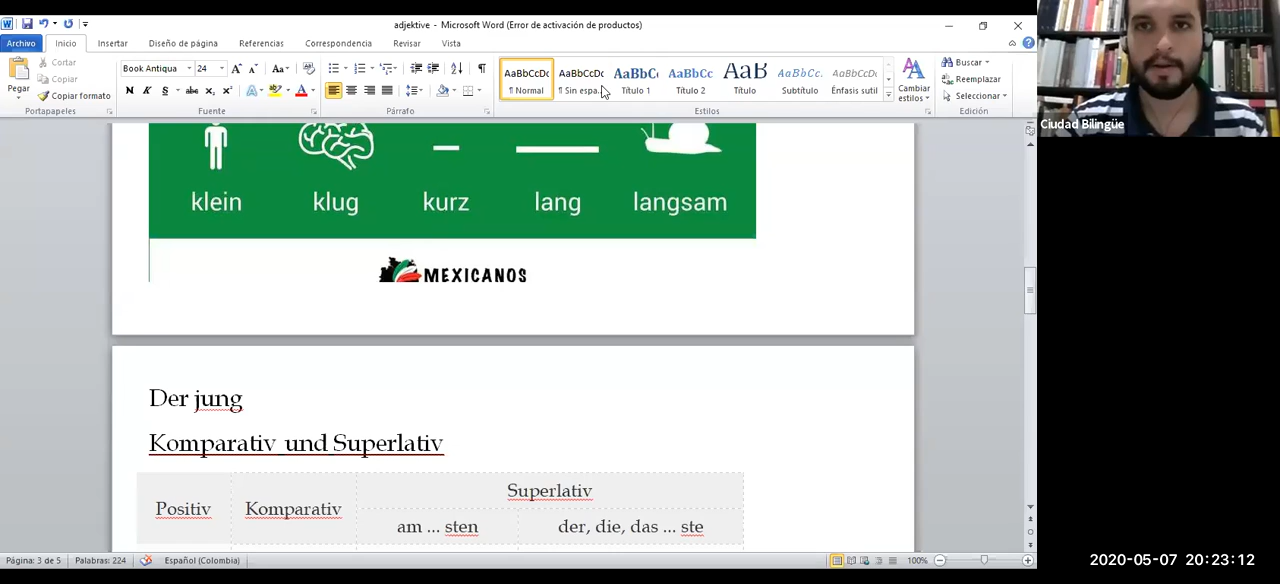 adjektive - Microsoft Word (Error de activación de productos)
Archivo Inicio Insertar Diseño de página Referencias Correspondencia Revisar Vista
Pegar
Cortar
Copiar
Copiar formato
Portapapeles
Book Antiqua 24
Fuente
Párrafo
AaBbCcDc AaBbCcDc AaBbC AaBbCc AaB AaBbCc. AaBbCcDc
¶ Normal ¶ Sin espa... Título 1 Título 2 Título Subtítulo Énfasis sutil
Cambiar estilos
Estilos
Buscar
Reemplazar
Seleccionar
Edición
Ciudad Bilingüe
klein klug kurz lang langsam
MEXICANOS
Der jung
Komparativ und Superlativ
Superlativ
Positiv Komparativ
am ... sten der, die, das ... ste
Página: 3 de 5 Palabras: 224 Español (Colombia) 100%
2020-05-07 20:23:12